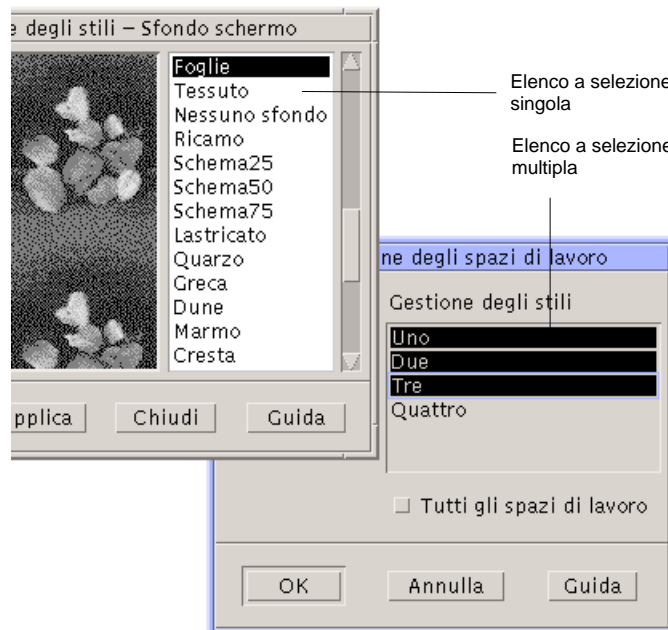 e degli stili – Sfondo schermo
Foglie
Tessuto
Nessuno sfondo
Ricamo
Schema25
Schema50
Schema75
Lastricato
Quarzo
Greca
Dune
Marmo
Cresta
pplica
Chiudi
Guida
Elenco a selezione
singola
Elenco a selezione
multipla
ne degli spazi di lavoro
Gestione degli stili
Uno
Due
Tre
Quattro
Tutti gli spazi di lavoro
OK
Annulla
Guida